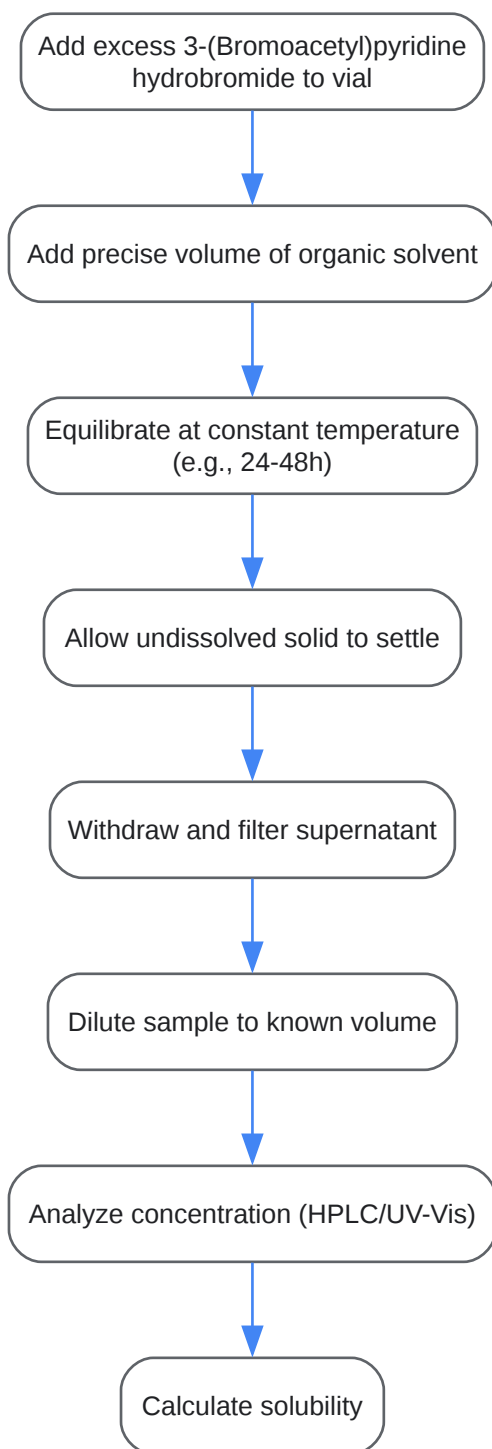 Add excess 3-(Bromoacetyl)pyridine
hydrobromide to vial
Add precise volume of organic solvent
Equilibrate at constant temperature
(e.g., 24-48h)
Allow undissolved solid to settle
Withdraw and filter supernatant
Dilute sample to known volume
Analyze concentration (HPLC/UV-Vis)
Calculate solubility